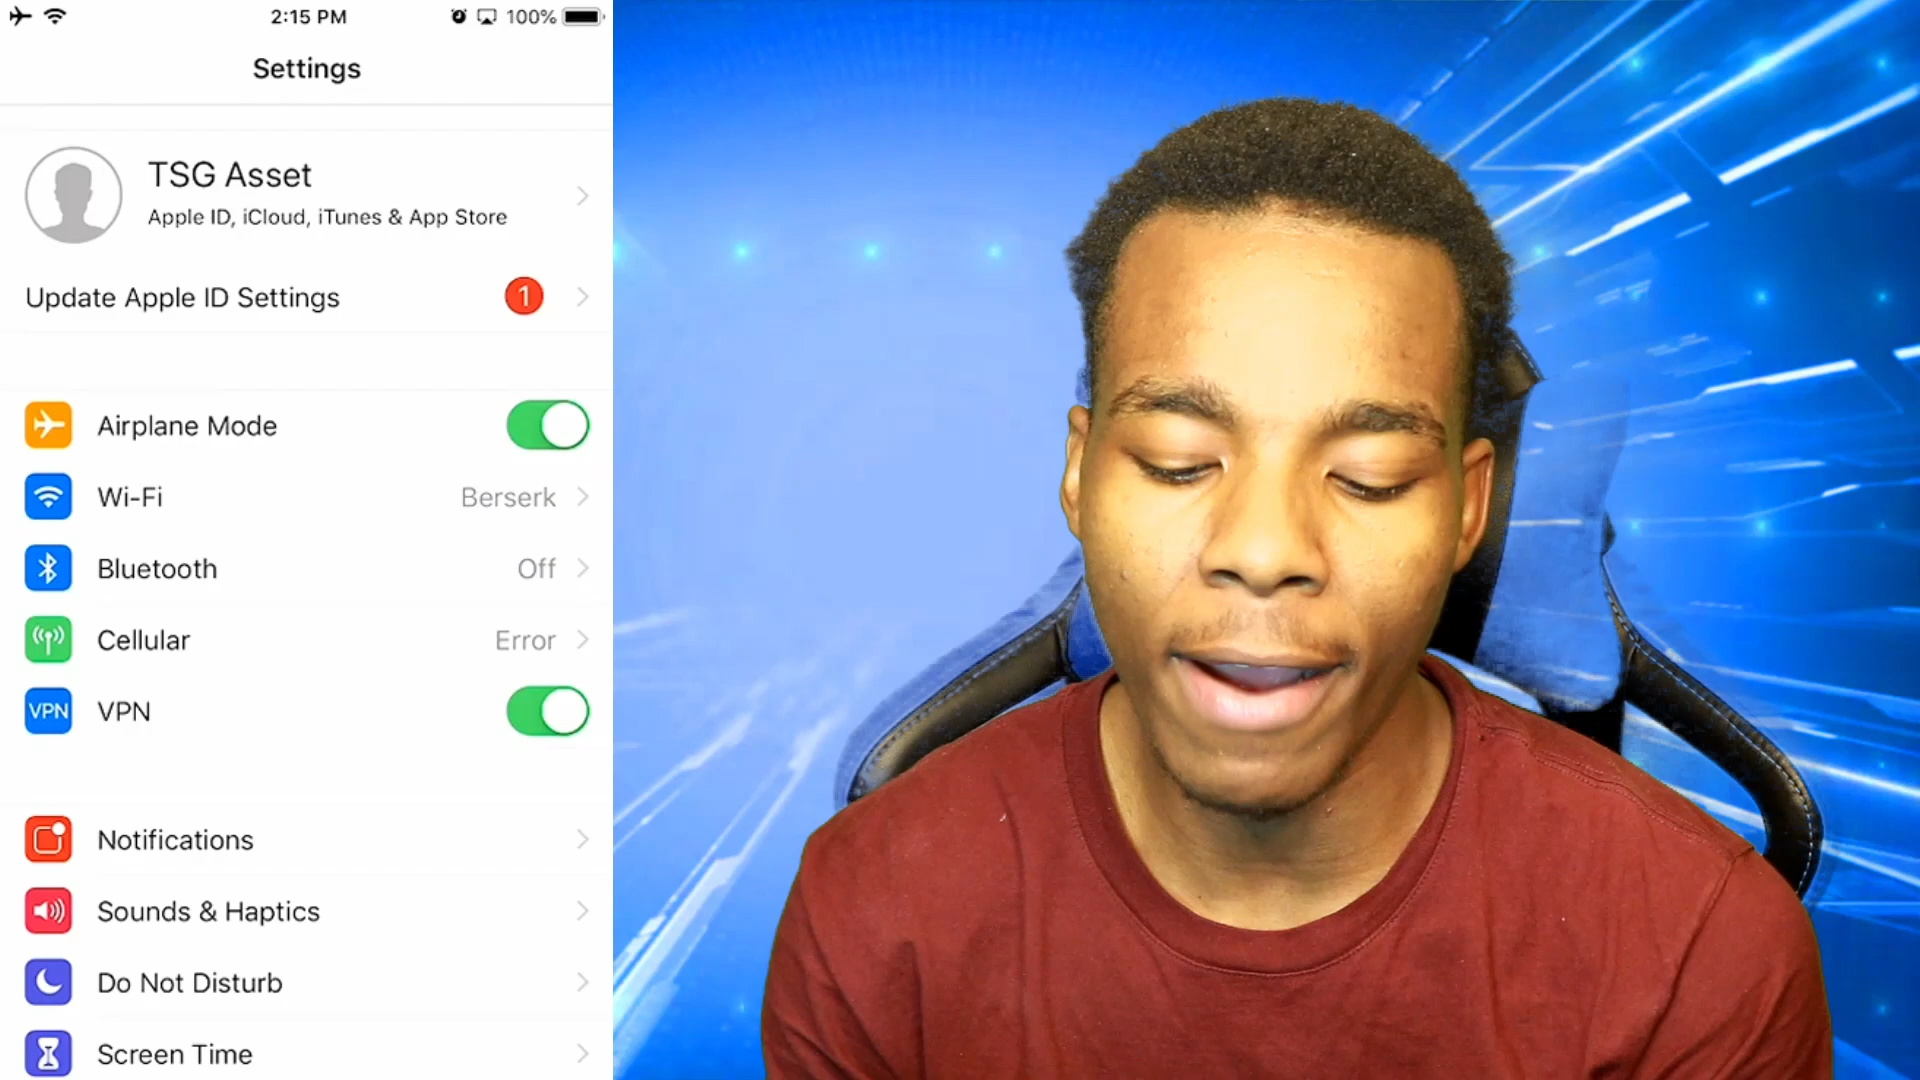 2:15 PM
100%
Settings
TSG Asset
Apple ID, iCloud, iTunes & App Store
Update Apple ID Settings 1
Airplane Mode
Wi-Fi Berserk
Bluetooth Off
Cellular Error
VPN VPN
Notifications
Sounds & Haptics
Do Not Disturb
Screen Time